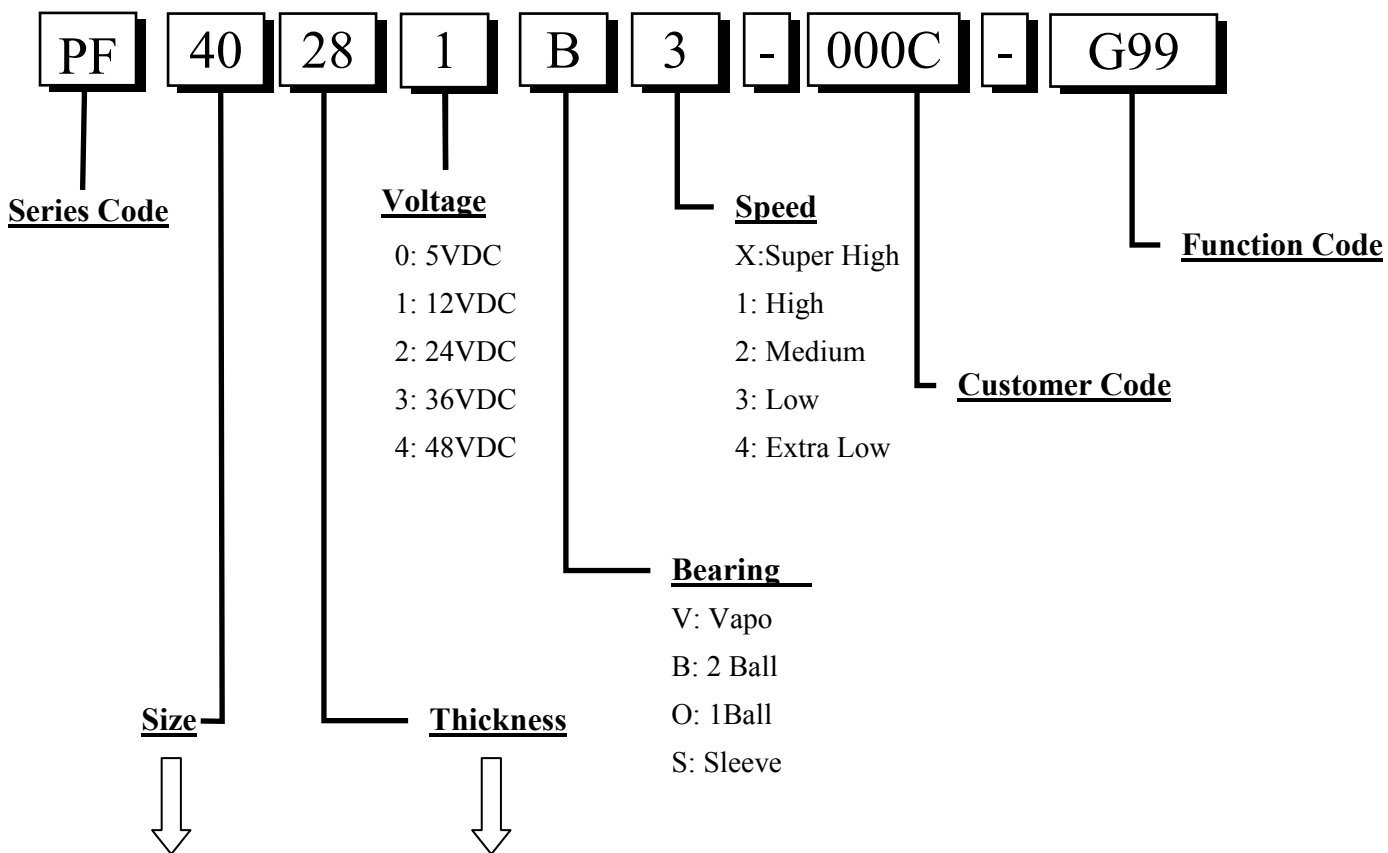 PF 40 28 1 B 3 - 000C - G99
Series Code
Voltage
0: 5VDC
1: 12VDC
2: 24VDC
3: 36VDC
4: 48VDC
Speed
X:Super High
1: High
2: Medium
3: Low
4: Extra Low
Function Code
Customer Code
Bearing
V: Vapo
B: 2 Ball
O: 1Ball
S: Sleeve
Size
Thickness